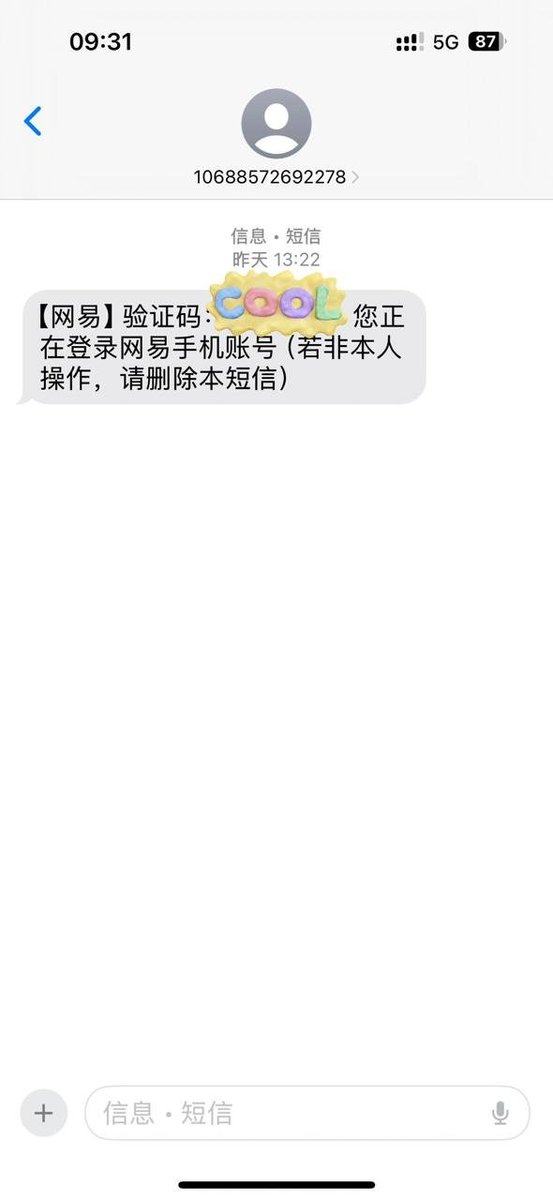 09:31
5G 87
10688572692278
信息・短信
昨天 13:22
【网易】验证码: COOL 您正
在登录网易手机账号(若非本人
操作，请删除本短信)
信息・短信